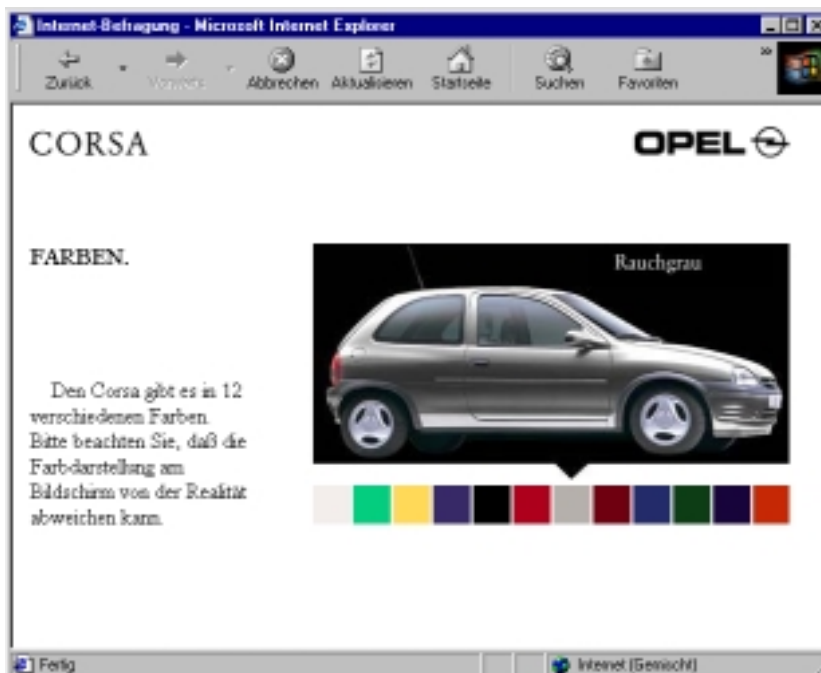 Internet-Befragung - Microsoft Internet Explorer
Zurück
Vorwärts
Abbrechen
Aktualisieren
Startseite
Suchen
Favoriten
»
CORSA
OPEL
FARBEN.
Rauchgrau
Den Corsa gibt es in 12
verschiedenen Farben.
Bitte beachten Sie, daß die
Farbdarstellung am
Bildschirm von der Realität
abweichen kann.
Fertig
Internet (Gemischt)